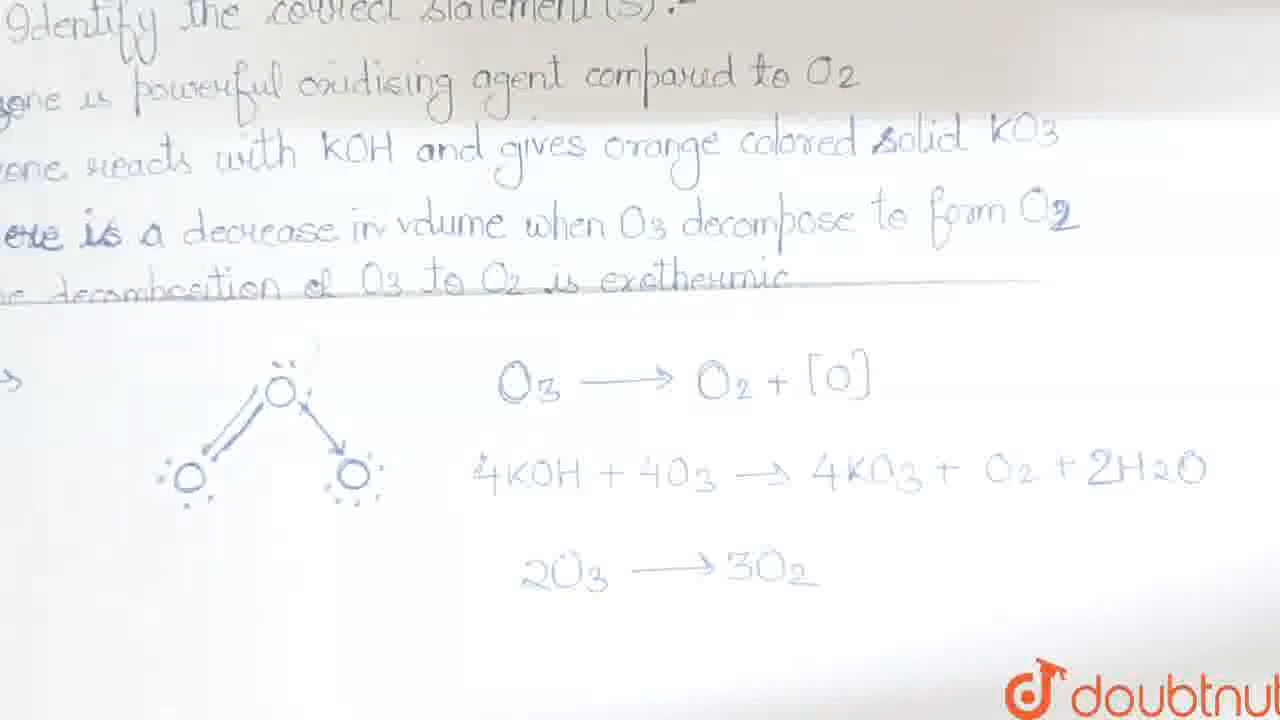 Identify the correct statement(s) :-
zone is powerful oxidising agent compared to O2
zone reacts with KOH and gives orange colored solid KO3
ere is a decrease in volume when O3 decompose to form O2
he decomposition of O3 to O2 is exothermic
→ O O O O3 → O2 + [O]
4KOH + 4O3 → 4KO3 + O2 + 2H2O
2O3 → 3O2
doubtnut